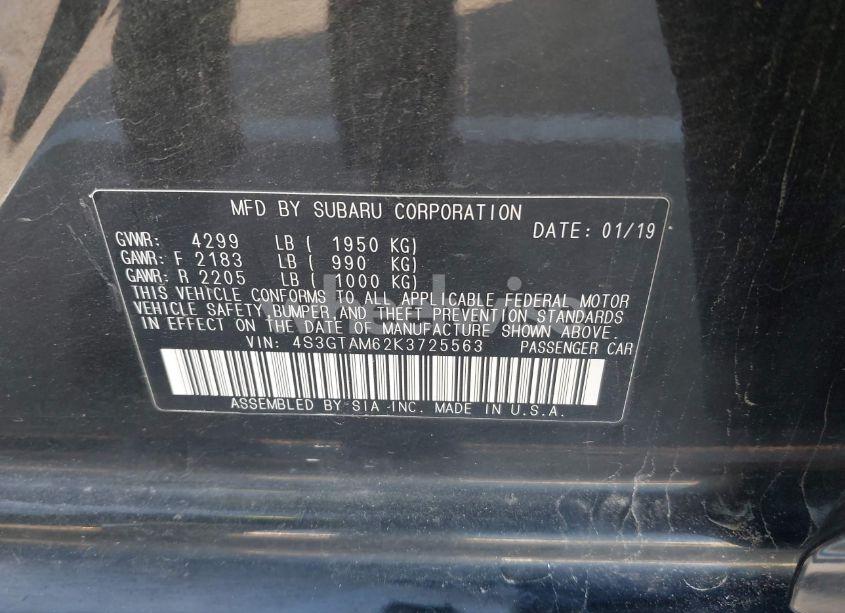 MFD BY SUBARU CORPORATION
DATE: 01/19
GVWR: 4299 LB ( 1950 KG)
GAWR: F 2183 LB ( 990 KG)
GAWR: R 2205 LB ( 1000 KG)
THIS VEHICLE CONFORMS TO ALL APPLICABLE FEDERAL MOTOR
VEHICLE SAFETY, BUMPER, AND THEFT PREVENTION STANDARDS
IN EFFECT ON THE DATE OF MANUFACTURE SHOWN ABOVE.
VIN: 4S3GTAM62K3725563 PASSENGER CAR
ASSEMBLED BY SIA INC. MADE IN U.S.A.